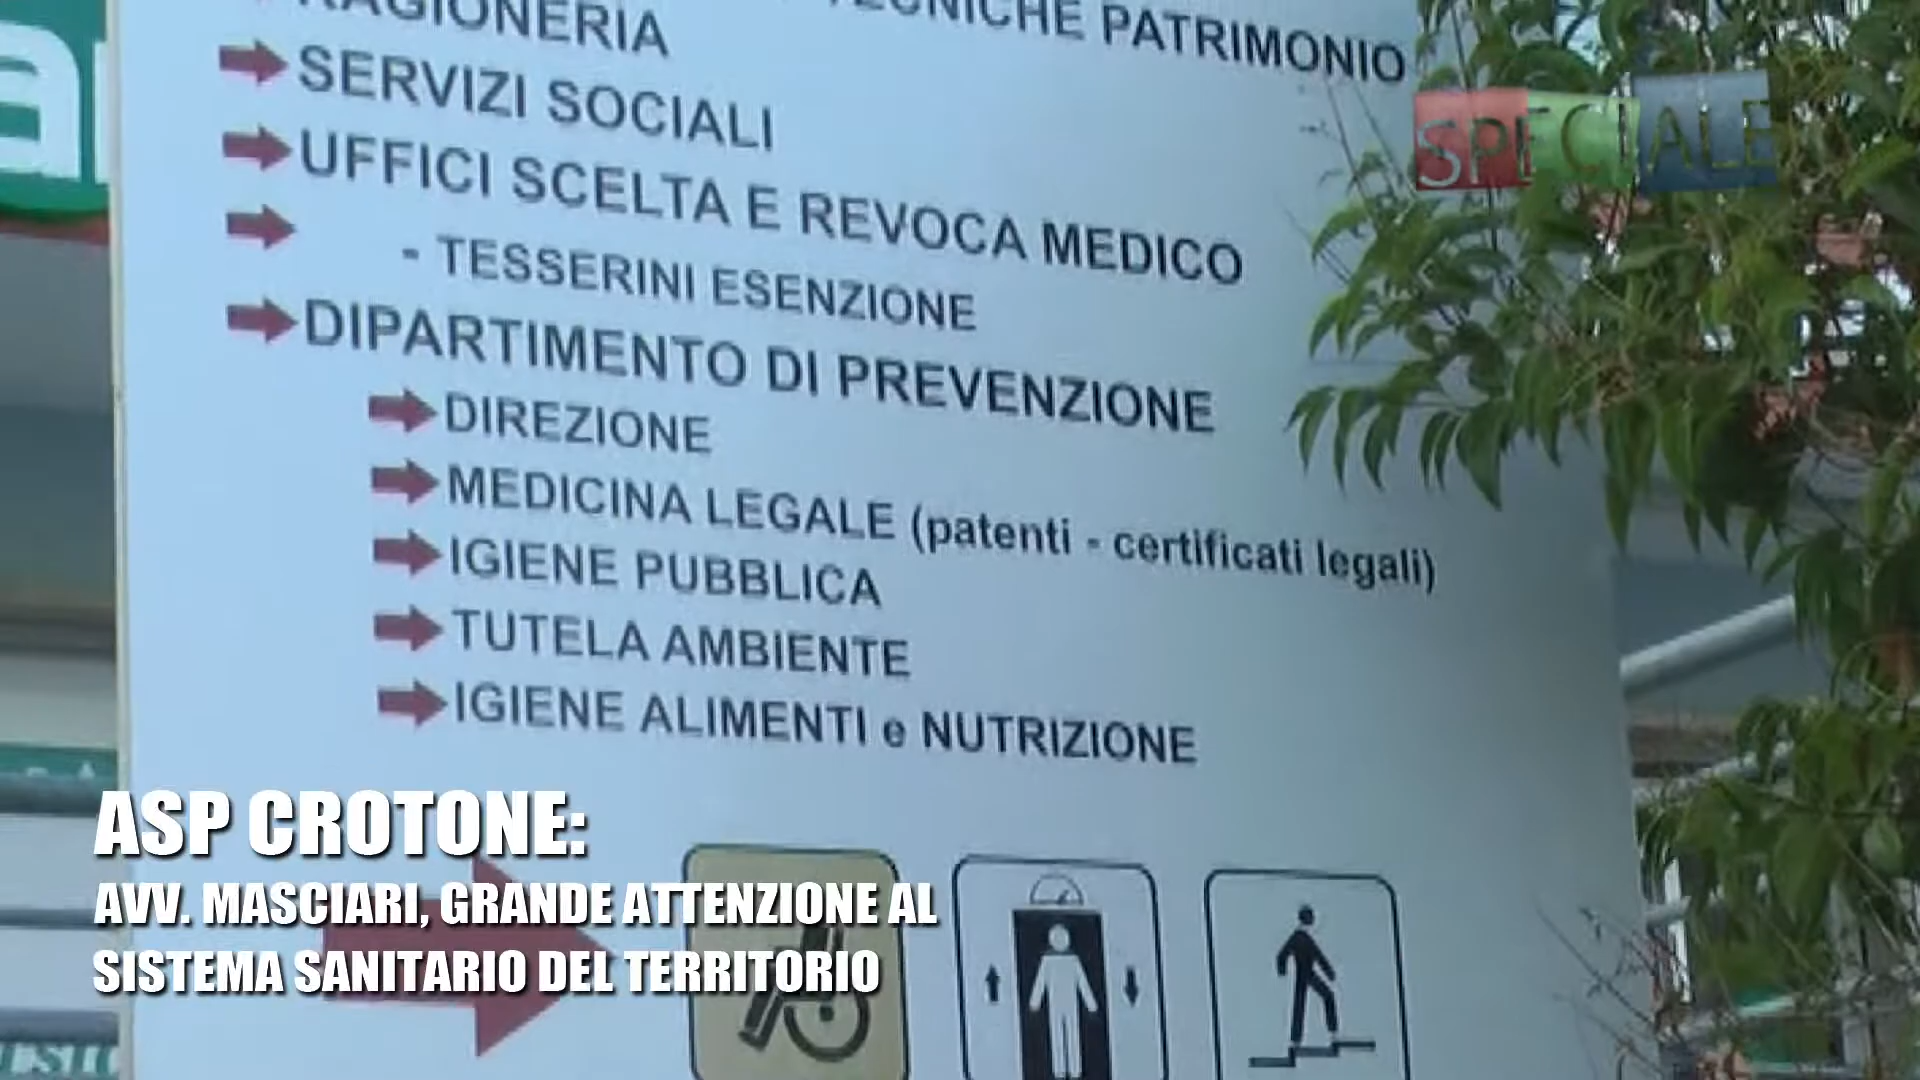 RAGIONERIA
TECNICHE PATRIMONIO
SERVIZI SOCIALI
UFFICI SCELTA E REVOCA MEDICO
- TESSERINI ESENZIONE
DIPARTIMENTO DI PREVENZIONE
DIREZIONE
MEDICINA LEGALE (patenti - certificati legali)
IGIENE PUBBLICA
TUTELA AMBIENTE
IGIENE ALIMENTI e NUTRIZIONE
SPECIALE
ASP CROTONE:
AVV. MASCIARI, GRANDE ATTENZIONE AL
SISTEMA SANITARIO DEL TERRITORIO